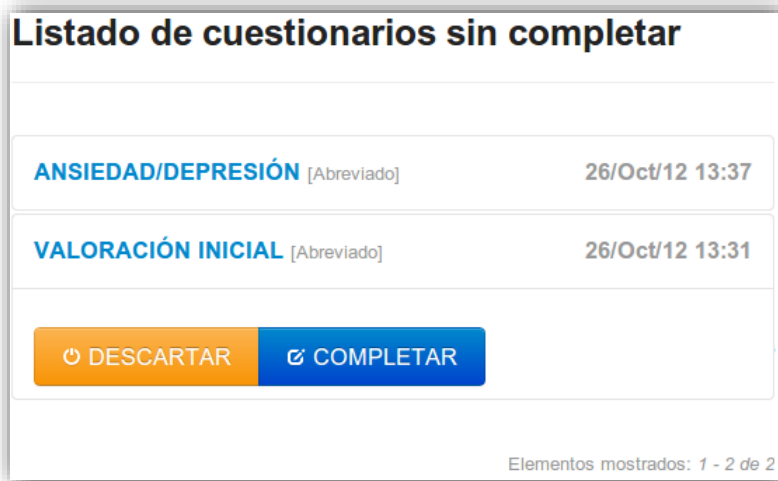 Listado de cuestionarios sin completar
ANSIEDAD/DEPRESIÓN [Abreviado] 26/Oct/12 13:37
VALORACIÓN INICIAL [Abreviado] 26/Oct/12 13:31
DESCARTAR COMPLETAR
Elementos mostrados: 1 - 2 de 2